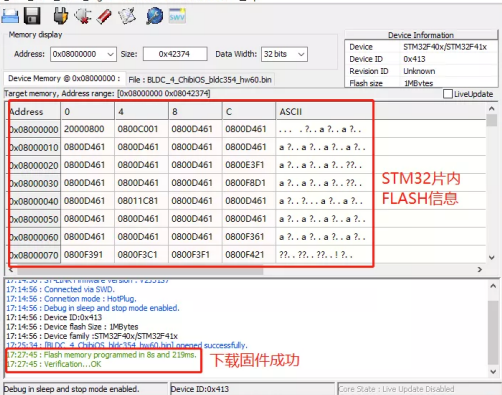 Memory display
Address: 0x08000000 Size: 0x42374 Data Width: 32 bits
Device Information
Device STM32F40x/STM32F41x
Device ID 0x413
Revision ID Unknown
Flash size 1MBytes
Device Memory @ 0x08000000 : File : BLDC_4_ChibiOS_bldc354_hw60.bin
LiveUpdate
Target memory, Address range: [0x08000000 0x08042374]
Address 0 4 8 C ASCII
0x08000000 20000800 0800C001 0800D461 0800D461 ... . ?.. a ?.. a ?..
0x08000010 0800D461 0800D461 0800D461 0800D461 a ?.. a ?.. a ?.. a ?..
0x08000020 0800D461 0800D461 0800D461 0800E3F1 a ?.. a ?.. a ?.. ??..
0x08000030 0800D461 0800D461 0800D461 0800F8D1 a ?.. a ?.. a ?.. ??..
0x08000040 0800D461 08011C81 0800D461 0800D461 a ?.. ?... a ?.. a ?..
0x08000050 0800D461 0800D461 0800D461 0800D461 a ?.. a ?.. a ?.. a ?..
0x08000060 0800D461 0800D461 0800D461 0800F361 a ?.. a ?.. a ?.. a ?..
0x08000070 0800F391 0800F3C1 0800F3F1 0800F421 ??.. ??.. ??.. ! ?..
STM32片内
FLASH信息
17:14:56 : Connected via SWD.
17:14:56 : Connetion mode : HotPlug.
17:14:56 : Debug in sleep and stop mode enabled.
17:14:56 : Device ID:0x413
17:14:56 : Device flash Size : 1MBytes
17:14:56 : Device family :STM32F40x/STM32F41x
17:25:34 : [BLDC_4_ChibiOS_bldc354_hw60.bin] opened successfully.
17:27:45 : Flash memory programmed in 8s and 219ms.
17:27:45 : Verification...OK
下载固件成功
Debug in sleep and stop mode enabled. Device ID:0x413 Core State : Live Update Disabled